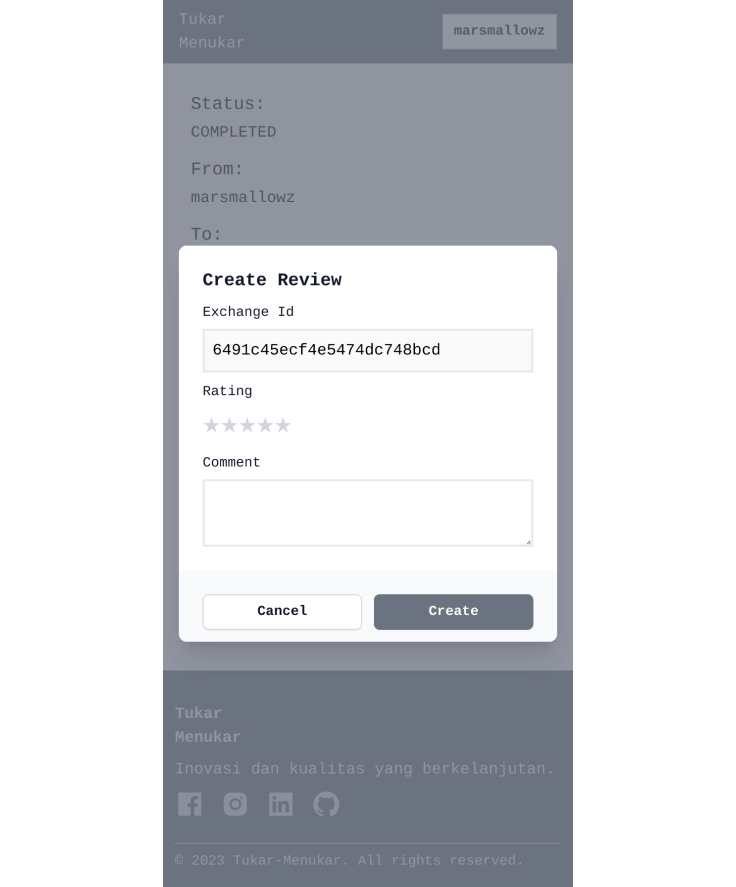 Tukar
Menukar
marsmallowz
Status:
COMPLETED
From:
marsmallowz
To:
Create Review
Exchange Id
6491c45ecf4e5474dc748bcd
Rating
★★★★★
Comment
Cancel
Create
Tukar
Menukar
Inovasi dan kualitas yang berkelanjutan.
© 2023 Tukar-Menukar. All rights reserved.